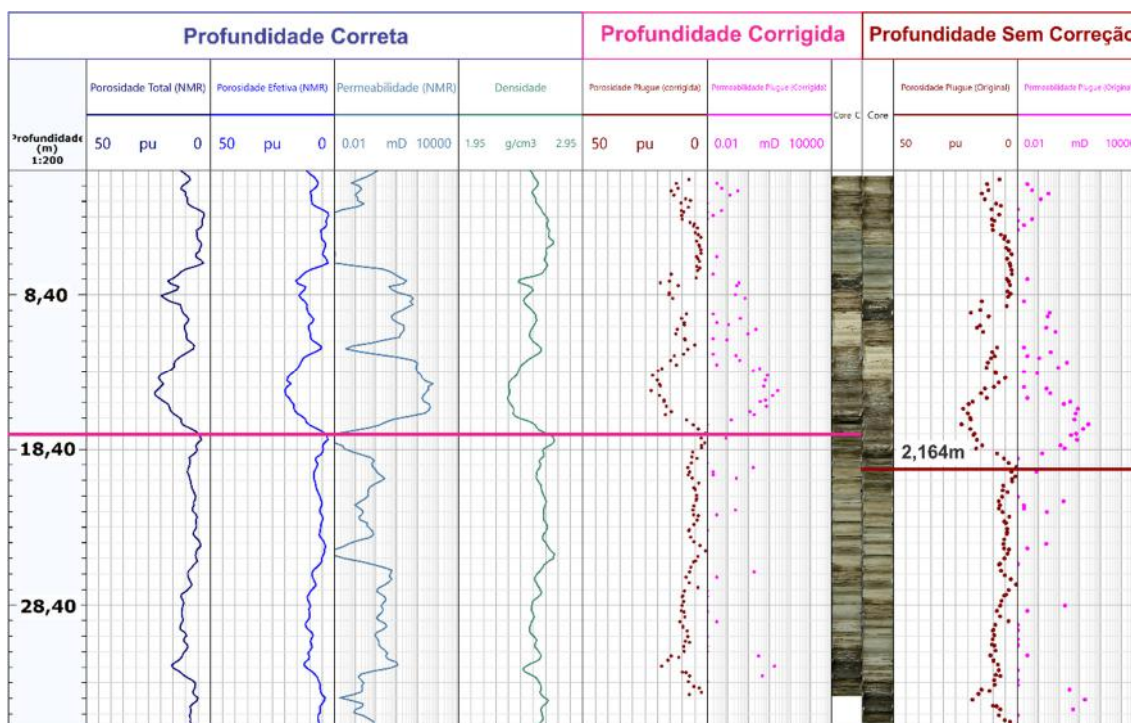 Profundidade Correta
Profundidade Corrigida
Profundidade Sem Correção
Porosidade Total (NMR)
Porosidade Efetiva (NMR)
Permeabilidade (NMR)
Densidade
Porosidade Plugue (corrigida)
Permeabilidade Plugue (Corrigida)
Core C
Core
Porosidade Plugue (Original)
Permeabilidade Plugue (Original
Profundidade
(m)
1:200
50 pu 0
50 pu 0
0.01 mD 10000
1.95 g/cm3 2.95
50 pu 0
0.01 mD 10000
50 pu 0
0.01 mD 10000
8,40
18,40
2,164m
28,40